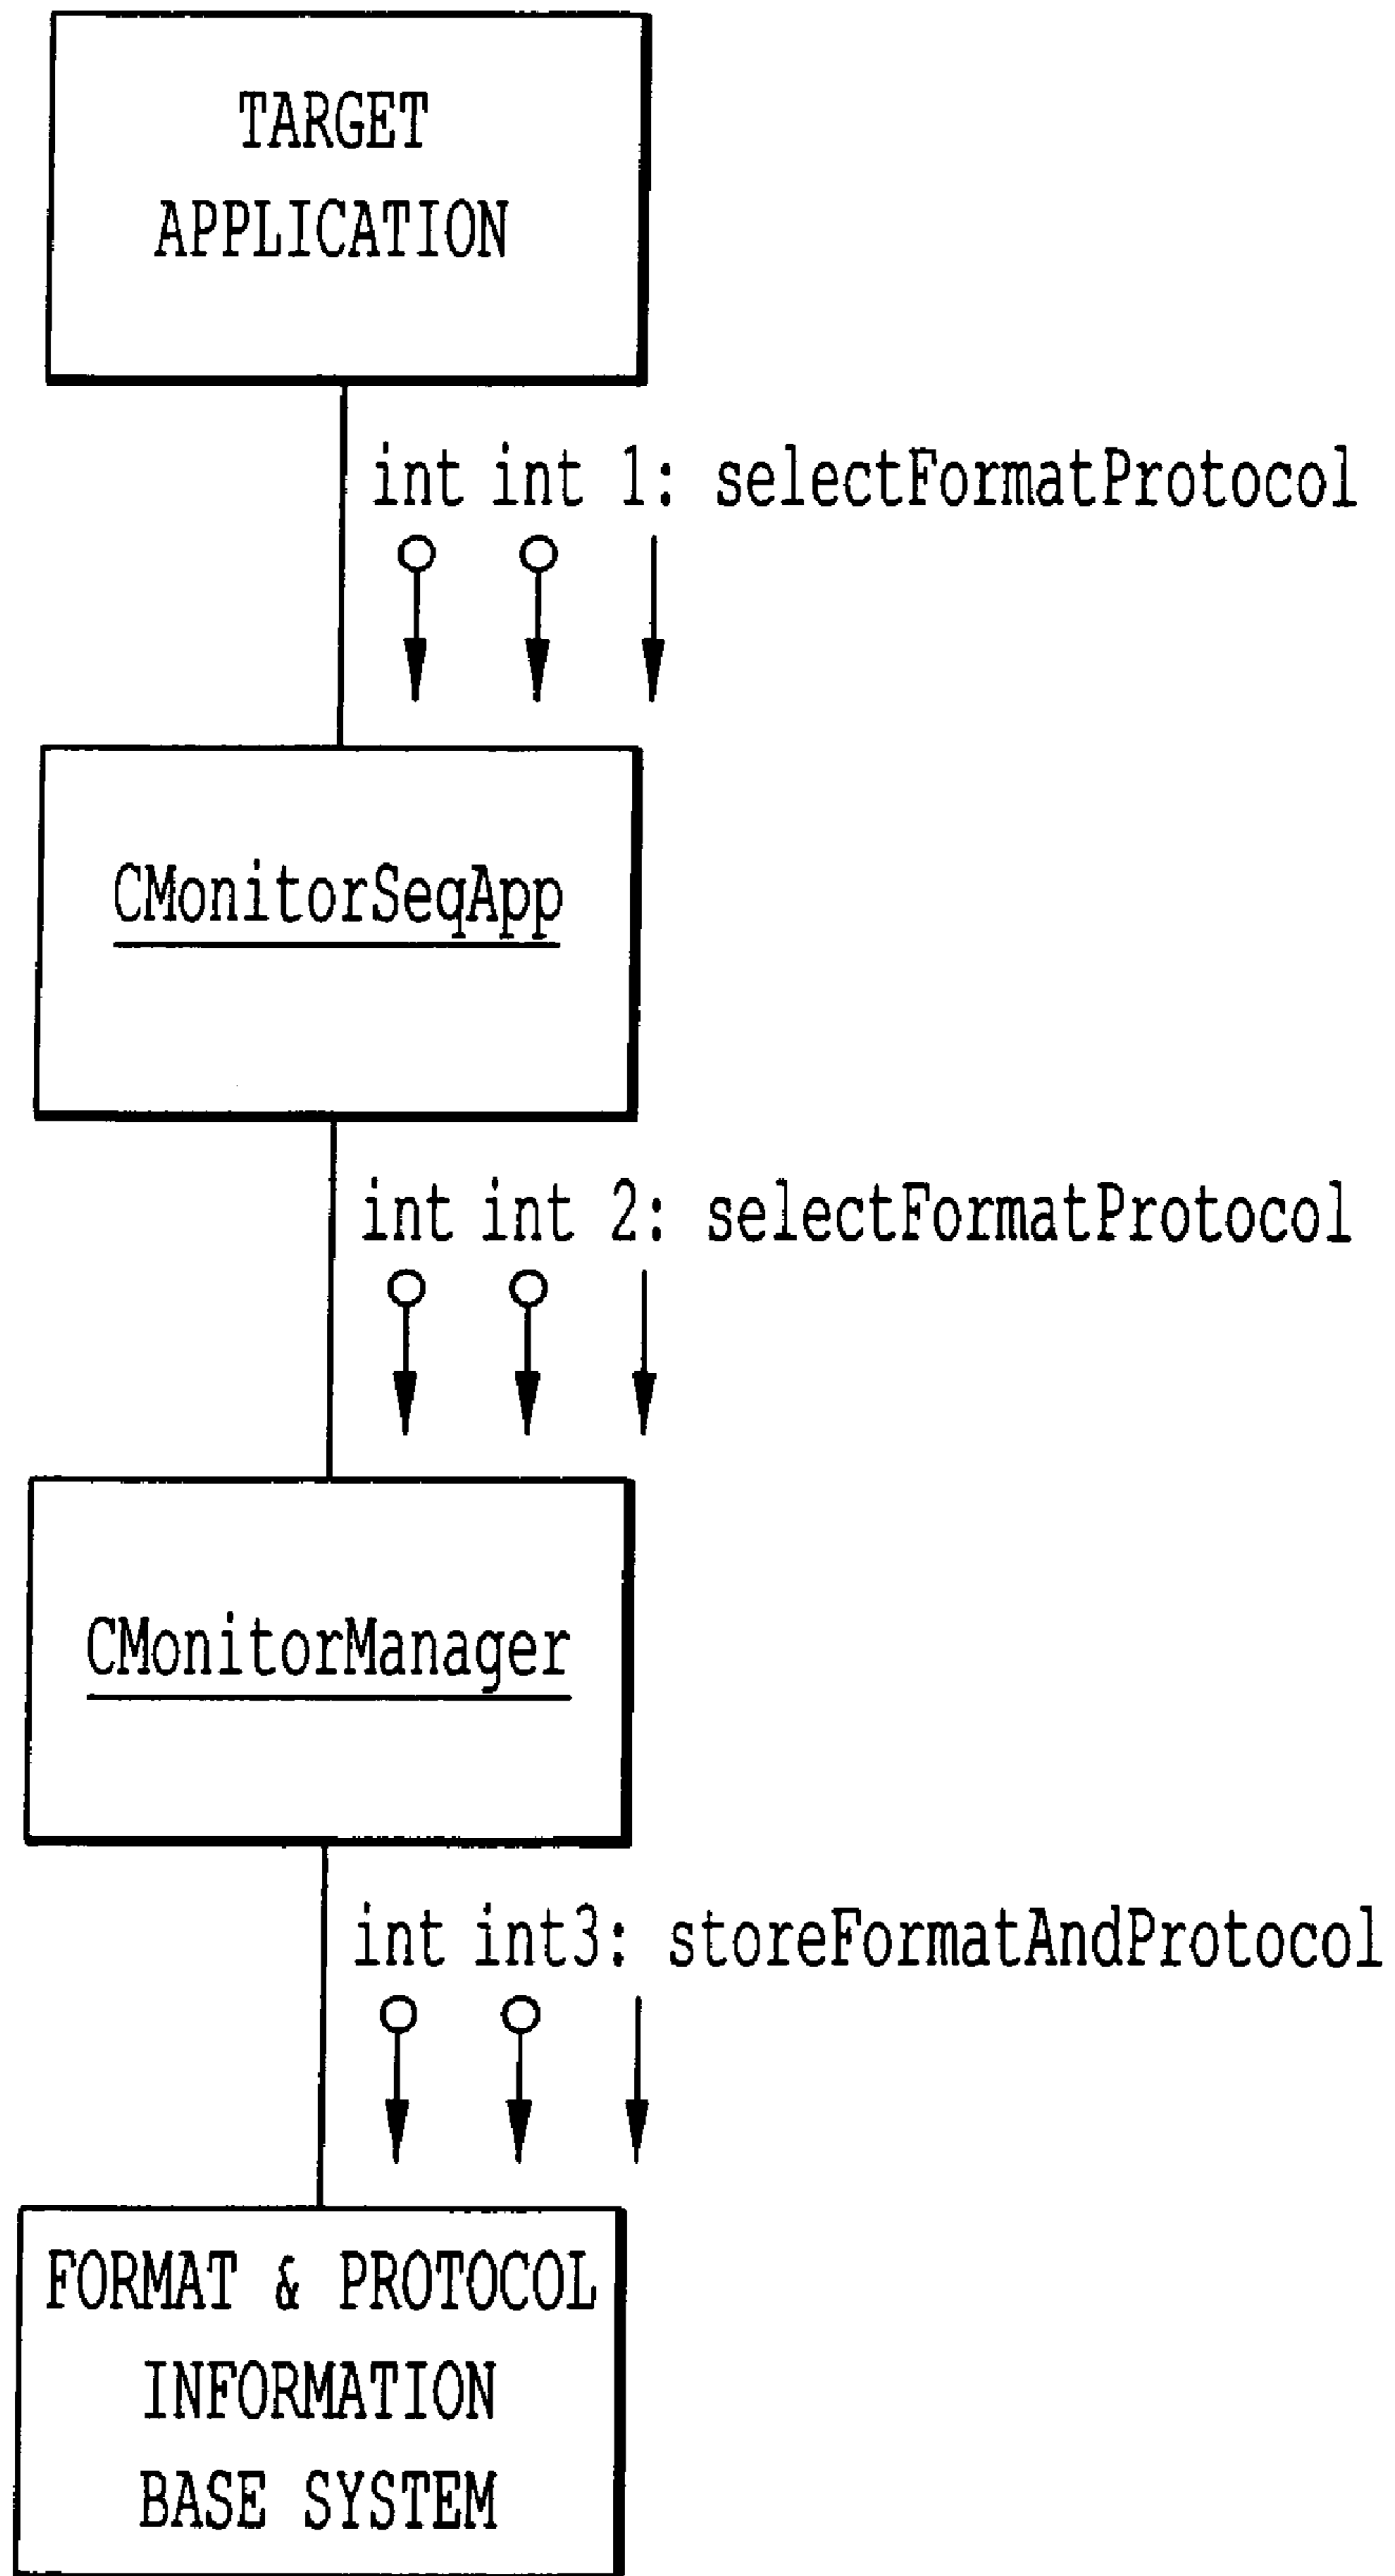 TARGET
APPLICATION
int int 1: selectFormatProtocol
CMonitorSeqApp
int int 2: selectFormatProtocol
CMonitorManager
int int3: storeFormatAndProtocol
FORMAT & PROTOCOL
INFORMATION
BASE SYSTEM